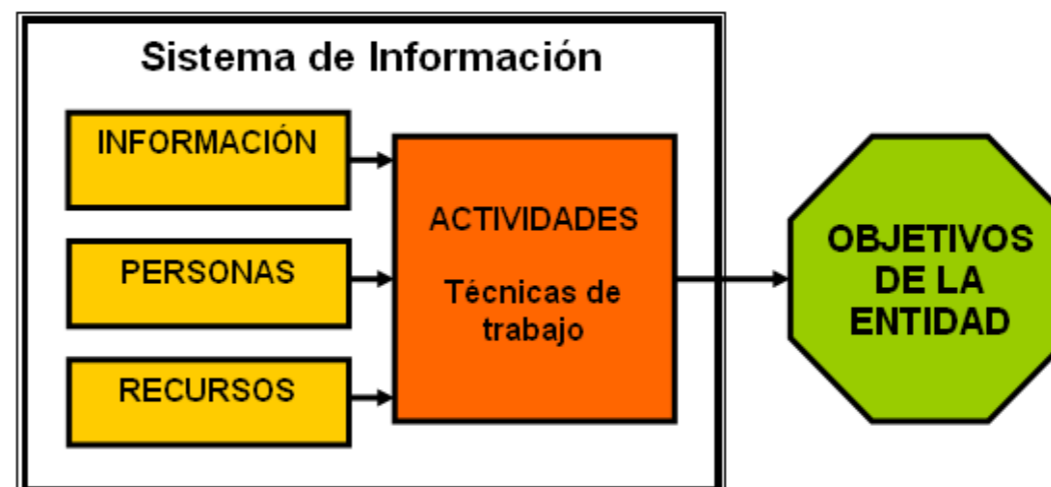 Sistema de Información
INFORMACIÓN
PERSONAS
RECURSOS
ACTIVIDADES
Técnicas de
trabajo
OBJETIVOS
DE LA
ENTIDAD